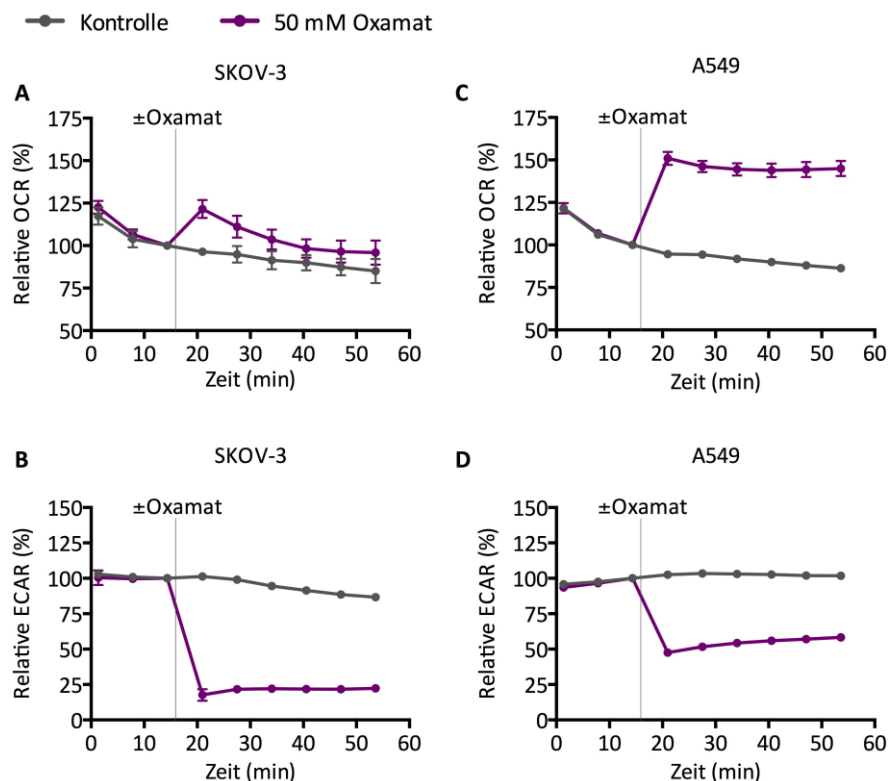 Kontrolle 50 mM Oxamat
SKOV-3
A
±Oxamat
Relative OCR (%)
175
150
125
100
75
50
0 10 20 30 40 50 60
Zeit (min)
A549
C
±Oxamat
Relative OCR (%)
175
150
125
100
75
50
0 10 20 30 40 50 60
Zeit (min)
SKOV-3
B
±Oxamat
Relative ECAR (%)
150
125
100
75
50
25
0
0 10 20 30 40 50 60
Zeit (min)
A549
D
±Oxamat
Relative ECAR (%)
150
125
100
75
50
25
0
0 10 20 30 40 50 60
Zeit (min)